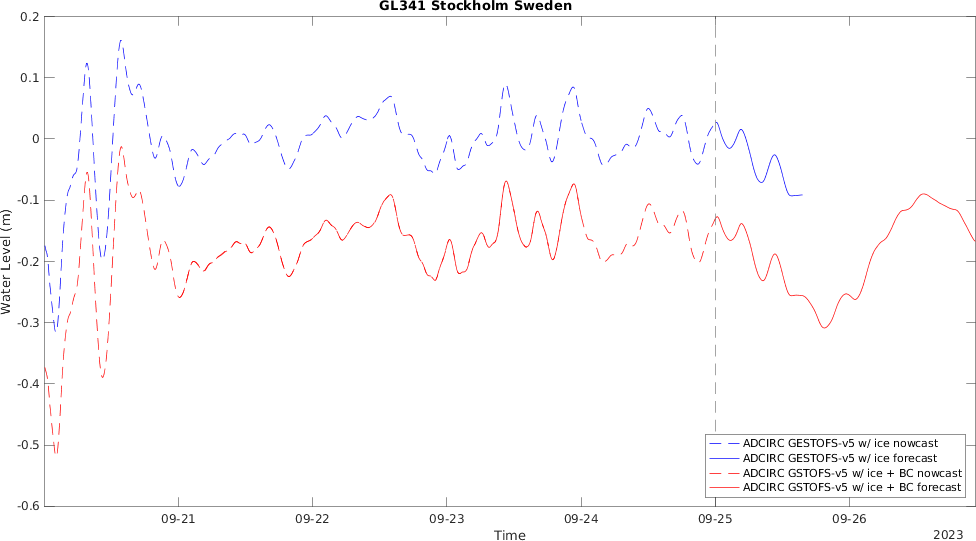 GL341 Stockholm Sweden
0.2
0.1
0
-0.1
-0.2
-0.3
-0.4
-0.5
-0.6
Water Level (m)
09-21
09-22
09-23
09-24
09-25
09-26
Time
2023
ADCIRC GESTOFS-v5 w/ ice nowcast
ADCIRC GESTOFS-v5 w/ ice forecast
ADCIRC GSTOFS-v5 w/ ice + BC nowcast
ADCIRC GSTOFS-v5 w/ ice + BC forecast